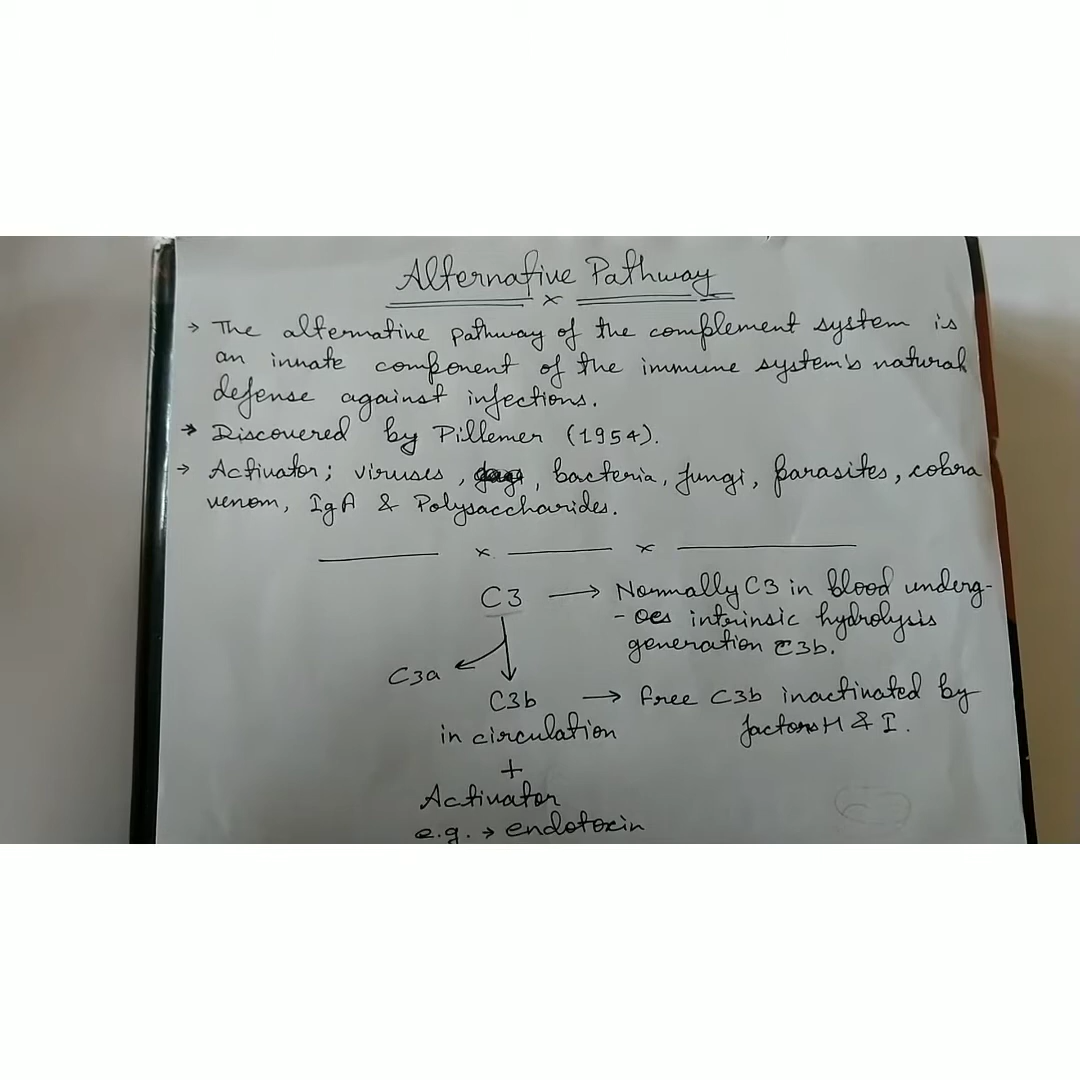 Alternative Pathway
x
→ The alternative pathway of the complement system is
an innate component of the immune system's natural
defense against infections.
→ Discovered by Pillemer (1954).
→ Activator; viruses, , bacteria, fungi, parasites, cobra
venom, IgA & Polysaccharides.
x x
C3 → Normally C3 in blood underg-
- oes intrinsic hydrolysis
generation C3b.
C3a
C3b → free C3b inactivated by
in circulation factors H & I.
+
Activator
e.g. → endotoxin